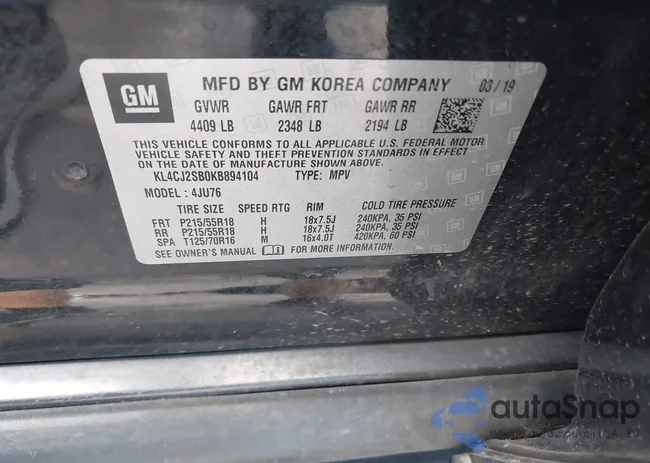 GM
MFD BY GM KOREA COMPANY 03/19
GVWR GAWR FRT GAWR RR
4409 LB 2348 LB 2194 LB
THIS VEHICLE CONFORMS TO ALL APPLICABLE U.S. FEDERAL MOTOR
VEHICLE SAFETY AND THEFT PREVENTION STANDARDS IN EFFECT
ON THE DATE OF MANUFACTURE SHOWN ABOVE.
KL4CJ2SB0KB894104 TYPE: MPV
MODEL: 4JU76
TIRE SIZE SPEED RTG RIM COLD TIRE PRESSURE
FRT P215/55R18 H 18x7.5J 240KPA, 35 PSI
RR P215/55R18 H 18x7.5J 240KPA, 35 PSI
SPA T125/70R16 M 16x4.0T 420KPA, 60 PSI
SEE OWNER'S MANUAL FOR MORE INFORMATION.
autaSnap